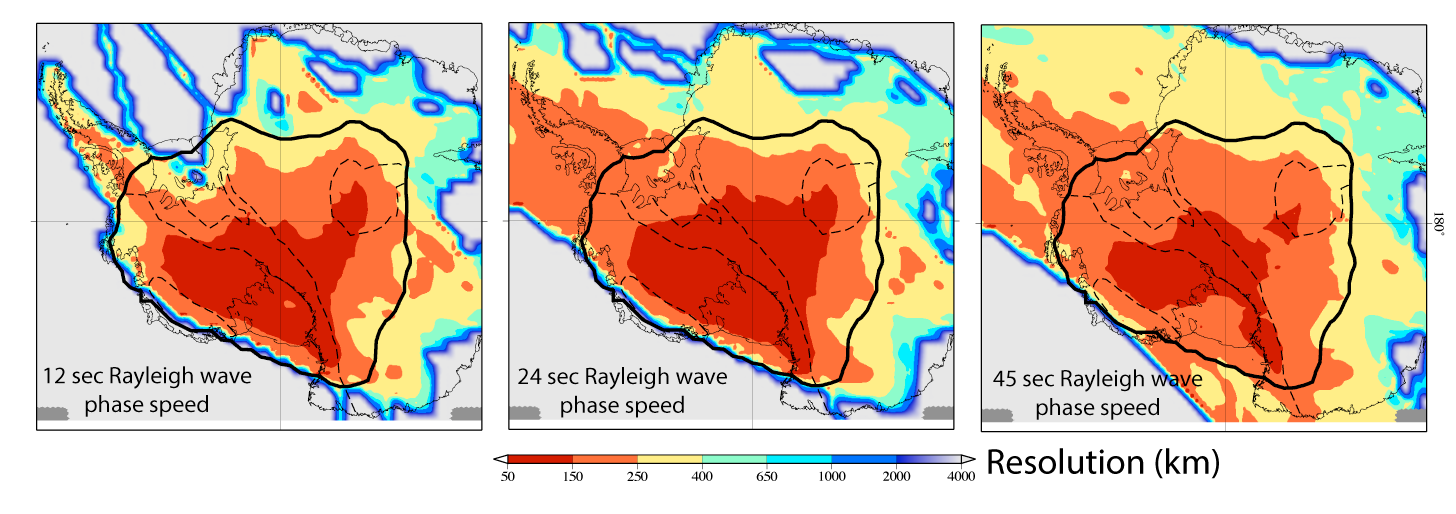 12 sec Rayleigh wave
phase speed
24 sec Rayleigh wave
phase speed
45 sec Rayleigh wave
phase speed
180°
50 150 250 400 650 1000 2000 4000
Resolution (km)